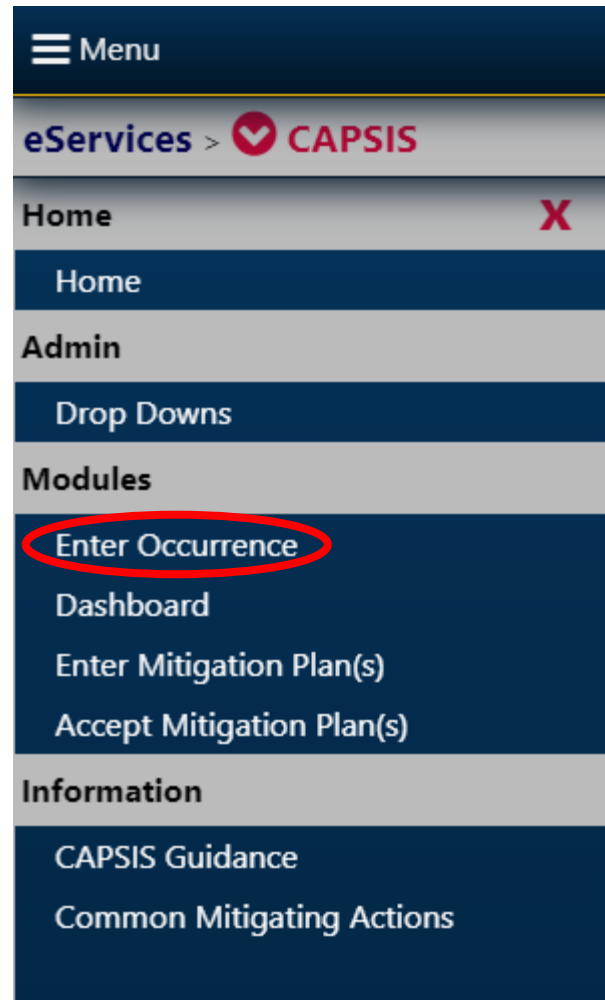 Menu
eServices > CAPSIS
Home X
Home
Admin
Drop Downs
Modules
Enter Occurrence
Dashboard
Enter Mitigation Plan(s)
Accept Mitigation Plan(s)
Information
CAPSIS Guidance
Common Mitigating Actions